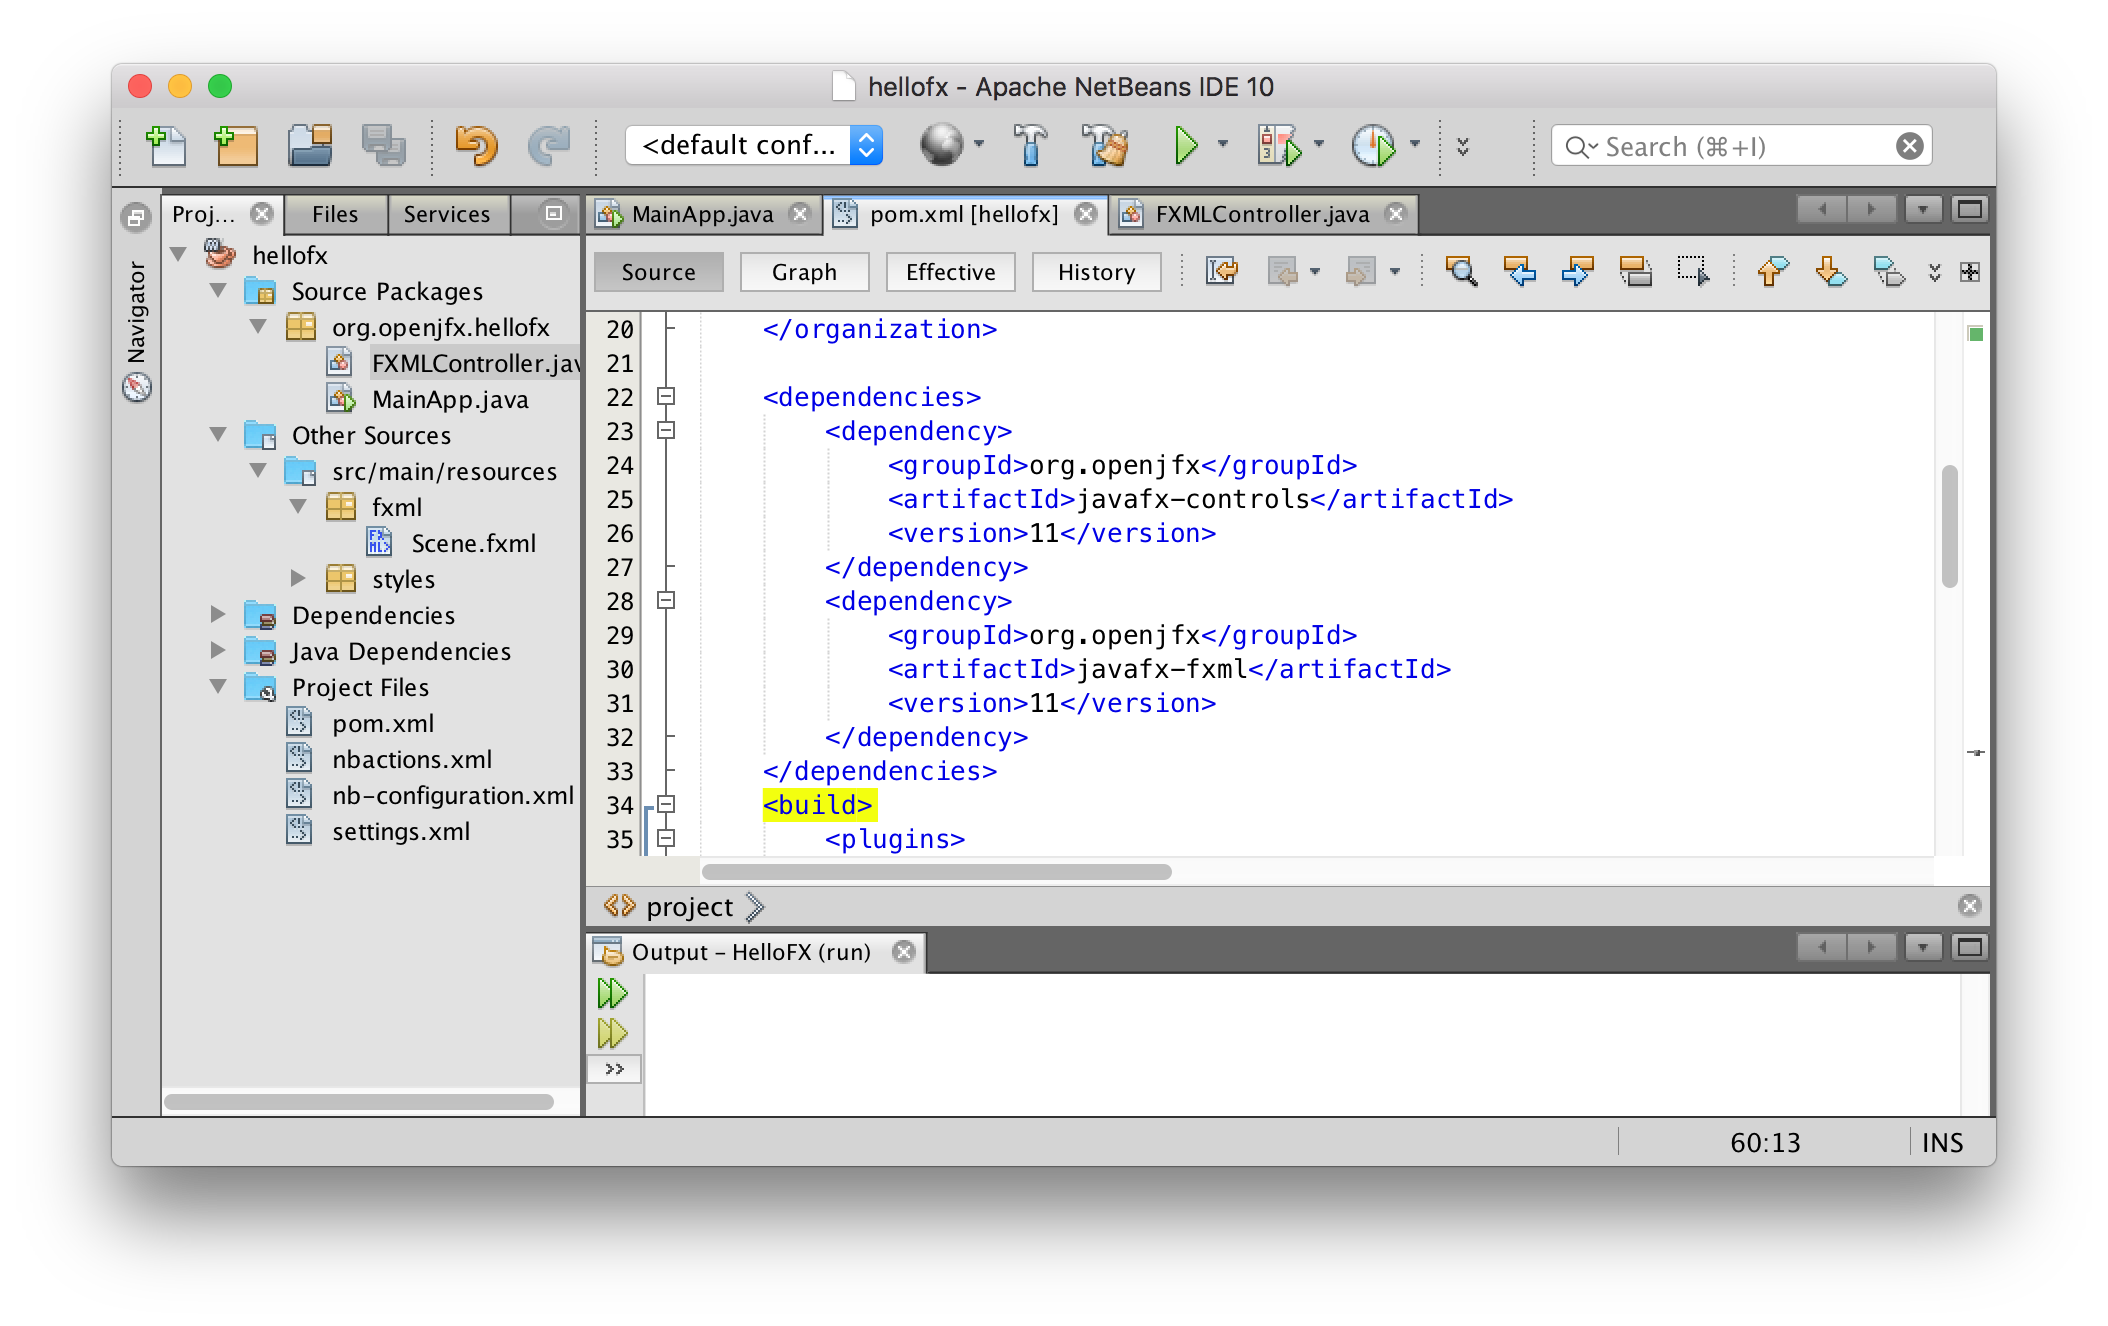 hellofx - Apache NetBeans IDE 10
<default conf...
Search (⌘+I)
Navigator
Proj...
Files
Services
hellofx
Source Packages
org.openjfx.hellofx
FXMLController.jav
MainApp.java
Other Sources
src/main/resources
fxml
Scene.fxml
styles
Dependencies
Java Dependencies
Project Files
pom.xml
nbactions.xml
nb-configuration.xml
settings.xml
MainApp.java
pom.xml [hellofx]
FXMLController.java
Source
Graph
Effective
History
20 </organization>
21
22 <dependencies>
23 <dependency>
24 <groupId>org.openjfx</groupId>
25 <artifactId>javafx-controls</artifactId>
26 <version>11</version>
27 </dependency>
28 <dependency>
29 <groupId>org.openjfx</groupId>
30 <artifactId>javafx-fxml</artifactId>
31 <version>11</version>
32 </dependency>
33 </dependencies>
34 <build>
35 <plugins>
project
Output – HelloFX (run)
60:13
INS